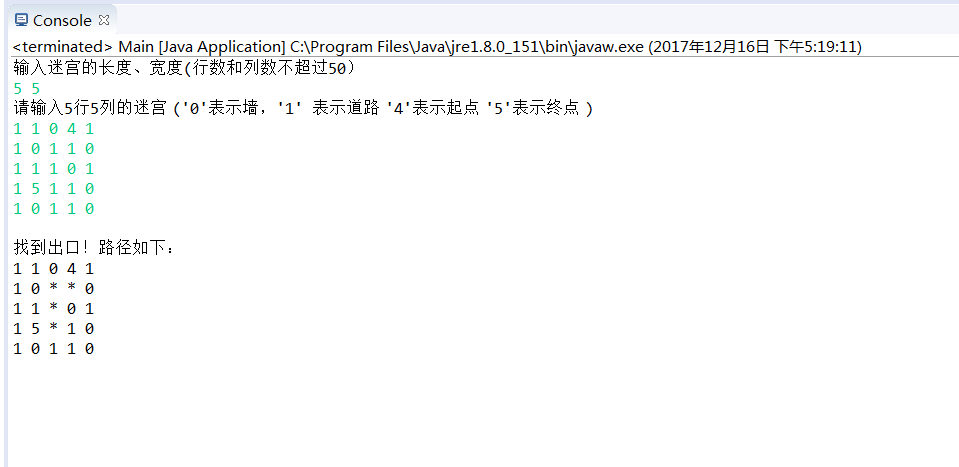 Console
<terminated> Main [Java Application] C:\Program Files\Java\jre1.8.0_151\bin\javaw.exe (2017年12月16日 下午5:19:11)
输入迷宫的长度、宽度(行数和列数不超过50）
5 5
请输入5行5列的迷宫（'0'表示墙，'1' 表示道路 '4'表示起点 '5'表示终点 ）
1 1 0 4 1
1 0 1 1 0
1 1 1 0 1
1 5 1 1 0
1 0 1 1 0
找到出口！路径如下：
1 1 0 4 1
1 0 * * 0
1 1 * 0 1
1 5 * 1 0
1 0 1 1 0